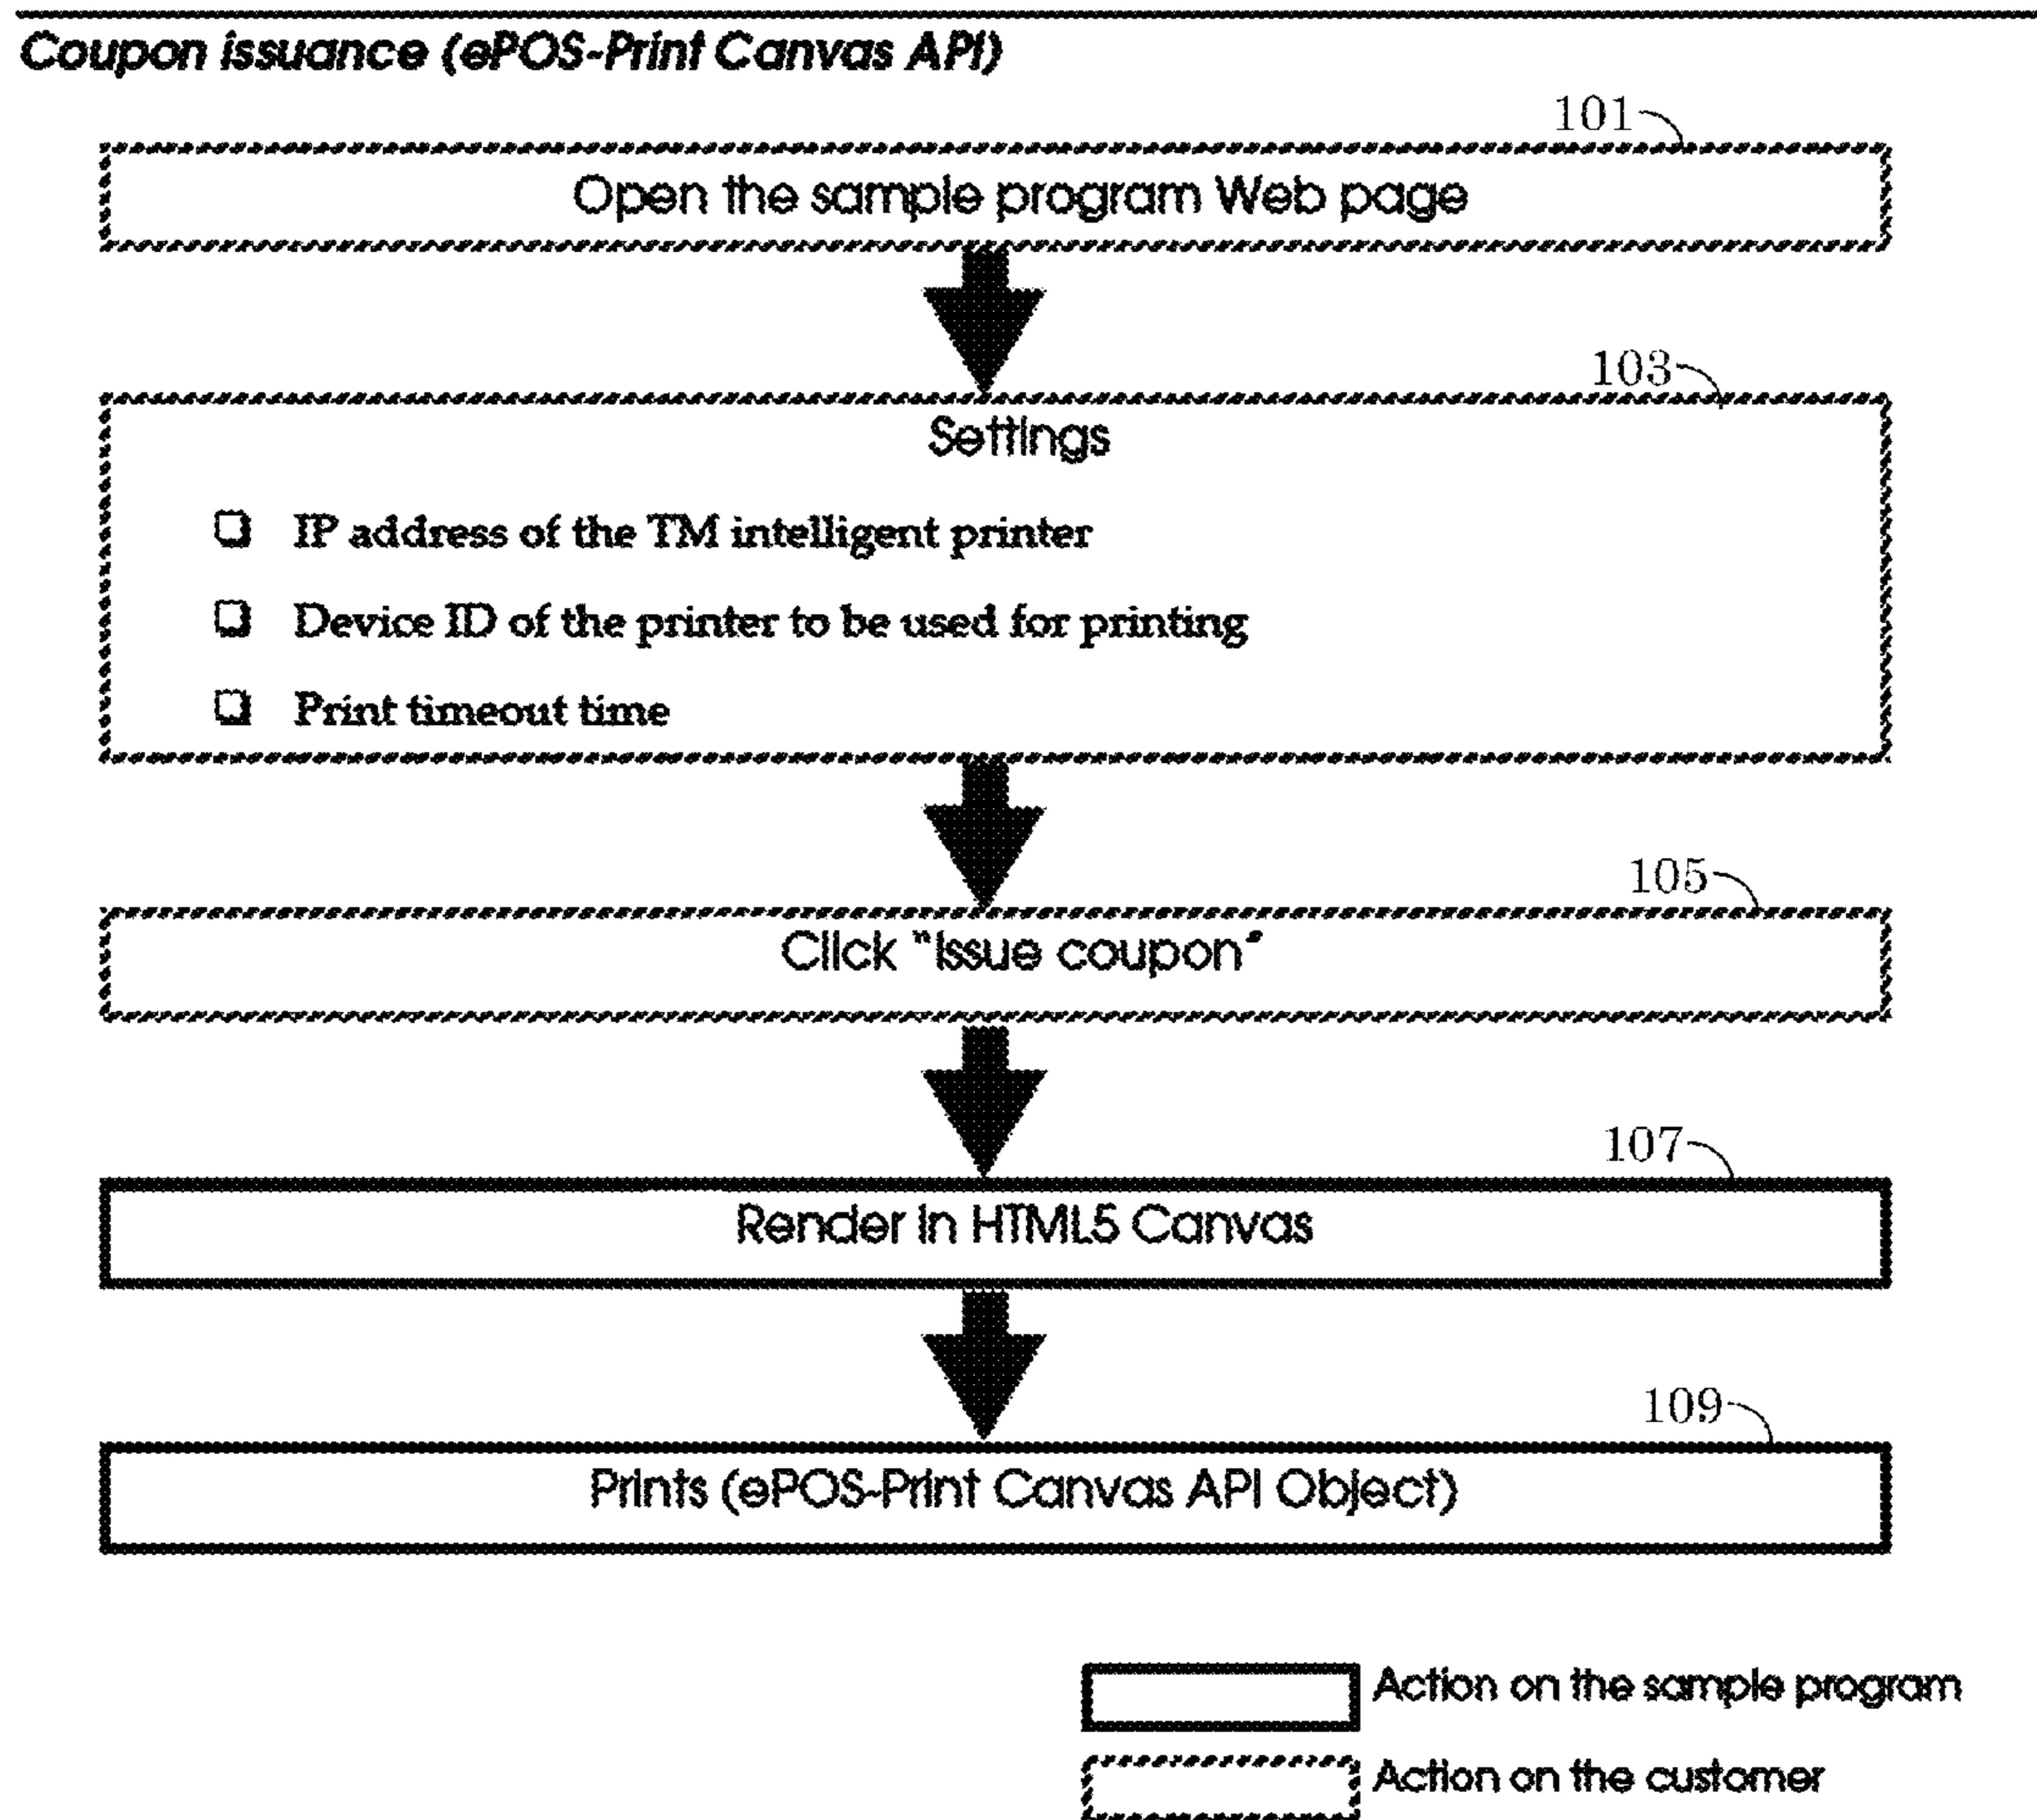 Coupon issuance (ePOS-Print Canvas API)
101
Open the sample program Web page
103
Settings
❏ IP address of the TM intelligent printer
❏ Device ID of the printer to be used for printing
❏ Print timeout time
105
Click "Issue coupon"
107
Render in HTML5 Canvas
109
Prints (ePOS-Print Canvas API Object)
Action on the sample program
Action on the customer